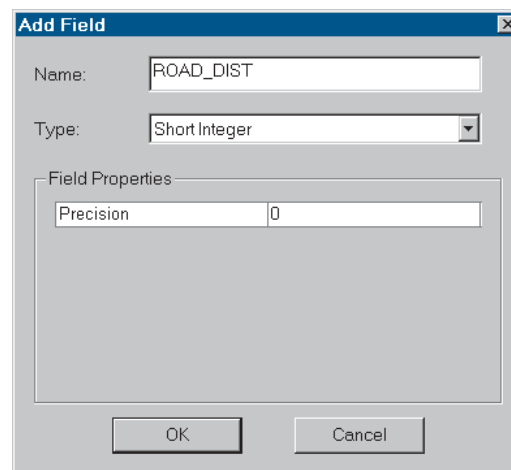 Add Field
Name: ROAD_DIST
Type: Short Integer
Field Properties
Precision 0
OK Cancel